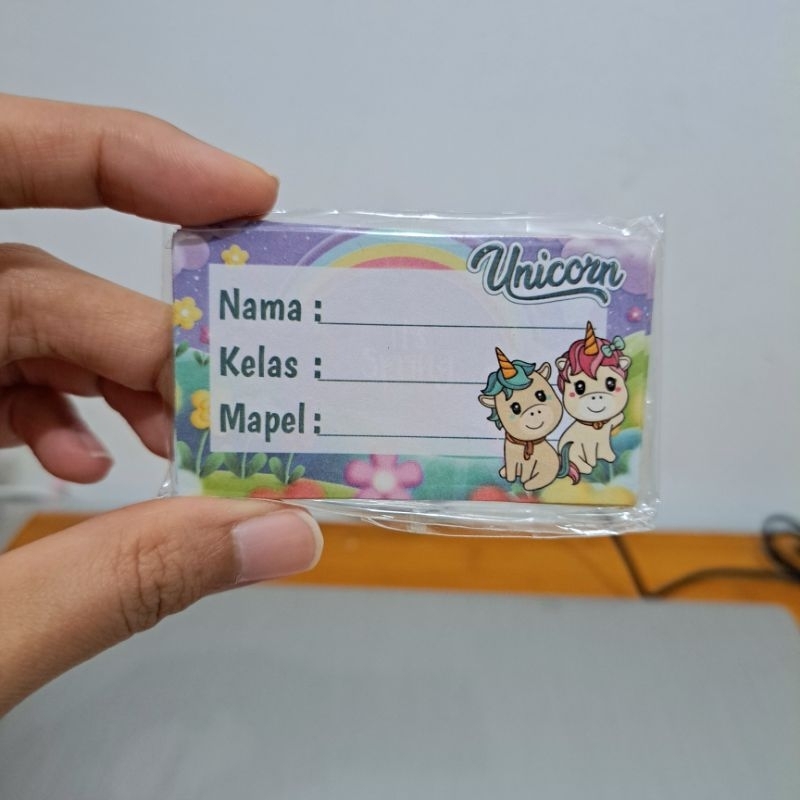 Unicorn
Nama :
Kelas :
Mapel :